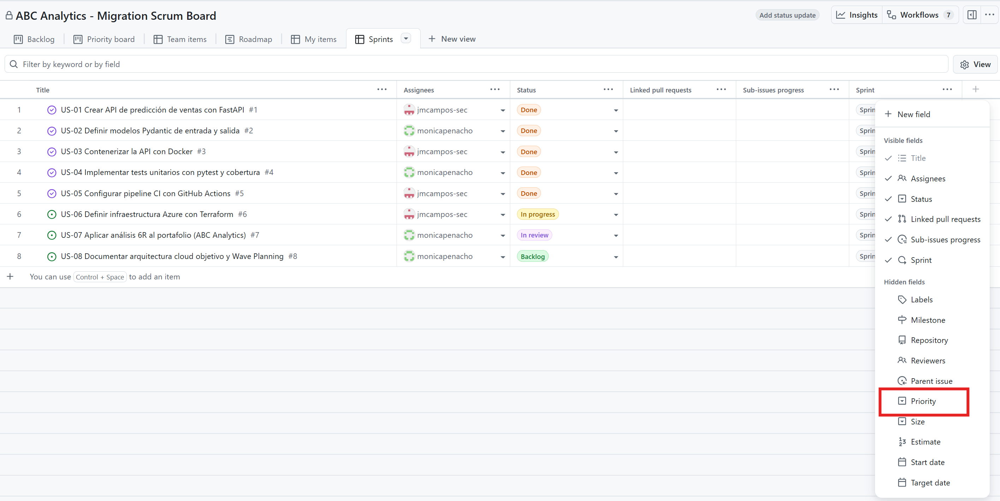 ABC Analytics - Migration Scrum Board
Add status update
Insights
Workflows 7
Backlog
Priority board
Team items
Roadmap
My items
Sprints
New view
Filter by keyword or by field
View
Title
Assignees
Status
Linked pull requests
Sub-issues progress
Sprint
1 US-01 Crear API de predicción de ventas con FastAPI #1 jmcampos-sec Done
2 US-02 Definir modelos Pydantic de entrada y salida #2 monicapenacho Done
3 US-03 Contenerizar la API con Docker #3 jmcampos-sec Done
4 US-04 Implementar tests unitarios con pytest y cobertura #4 monicapenacho Done
5 US-05 Configurar pipeline CI con GitHub Actions #5 jmcampos-sec Done
6 US-06 Definir infraestructura Azure con Terraform #6 jmcampos-sec In progress
7 US-07 Aplicar análisis 6R al portafolio (ABC Analytics) #7 monicapenacho In review
8 US-08 Documentar arquitectura cloud objetivo y Wave Planning #8 monicapenacho Backlog
You can use Control + Space to add an item
New field
Visible fields
Title
Assignees
Status
Linked pull requests
Sub-issues progress
Sprint
Hidden fields
Labels
Milestone
Repository
Reviewers
Parent issue
Priority
Size
Estimate
Start date
Target date